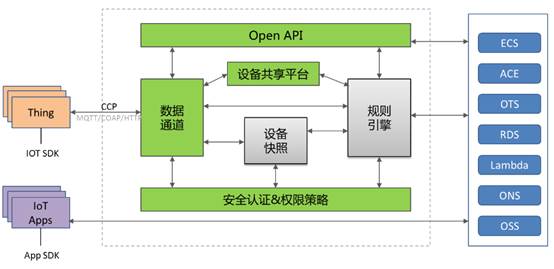 Open API
ECS
设备共享平台
ACE
Thing
CCP
MQTT/COAP/HTTP
数据
通道
规则
引擎
OTS
IOT SDK
设备
快照
RDS
Lambda
IoT
Apps
安全认证&权限策略
ONS
OSS
App SDK